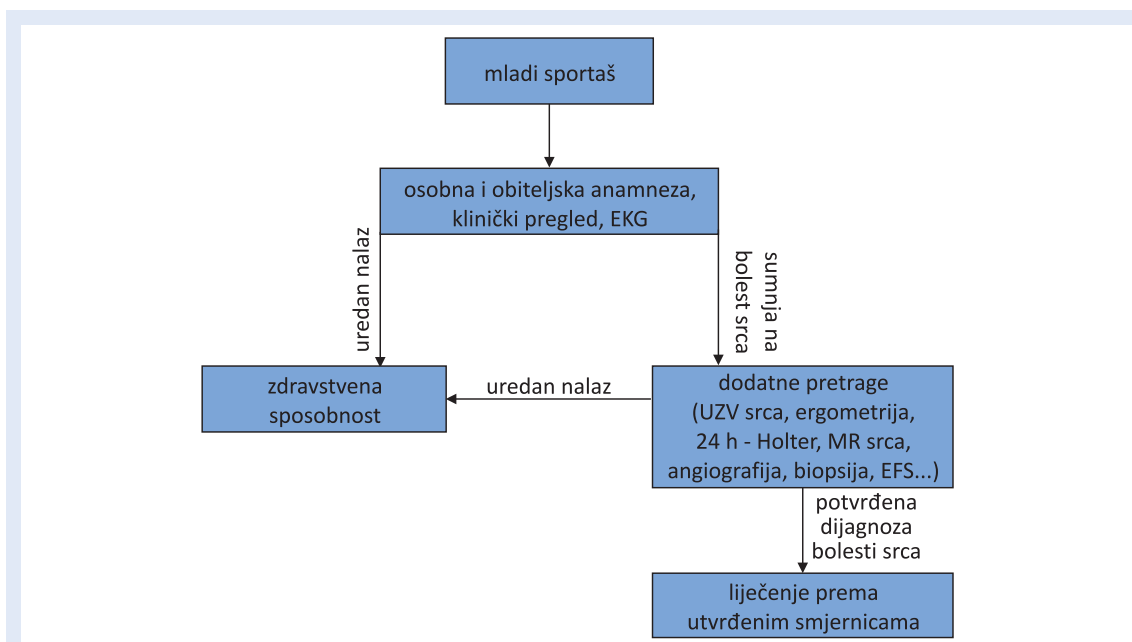 mladi sportaš
osobna i obiteljska anamneza,
klinički pregled, EKG
uredan nalaz
sumnja na
bolest srca
zdravstvena
sposobnost
uredan nalaz
dodatne pretrage
(UZV srca, ergometrija,
24 h - Holter, MR srca,
angiografija, biopsija, EFS...)
potvrđena
dijagnoza
bolesti srca
liječenje prema
utvrđenim smjernicama